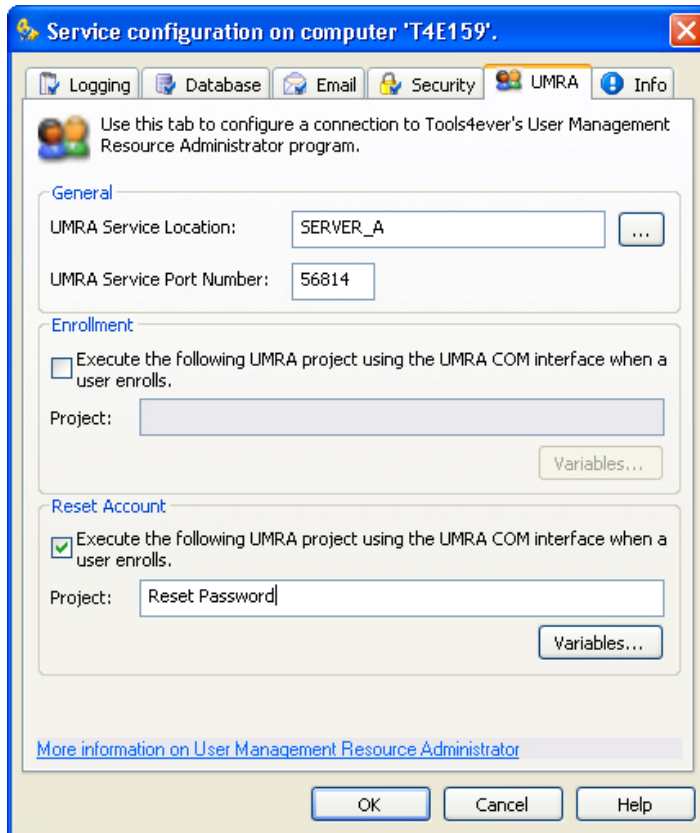 Service configuration on computer 'T4E159'.
Logging
Database
Email
Security
UMRA
Info
Use this tab to configure a connection to Tools4ever's User Management
Resource Administrator program.
General
UMRA Service Location:
SERVER_A
...
UMRA Service Port Number:
56814
Enrollment
Execute the following UMRA project using the UMRA COM interface when a
user enrolls.
Project:
Variables...
Reset Account
Execute the following UMRA project using the UMRA COM interface when a
user enrolls.
Project:
Reset Password
Variables...
More information on User Management Resource Administrator
OK
Cancel
Help